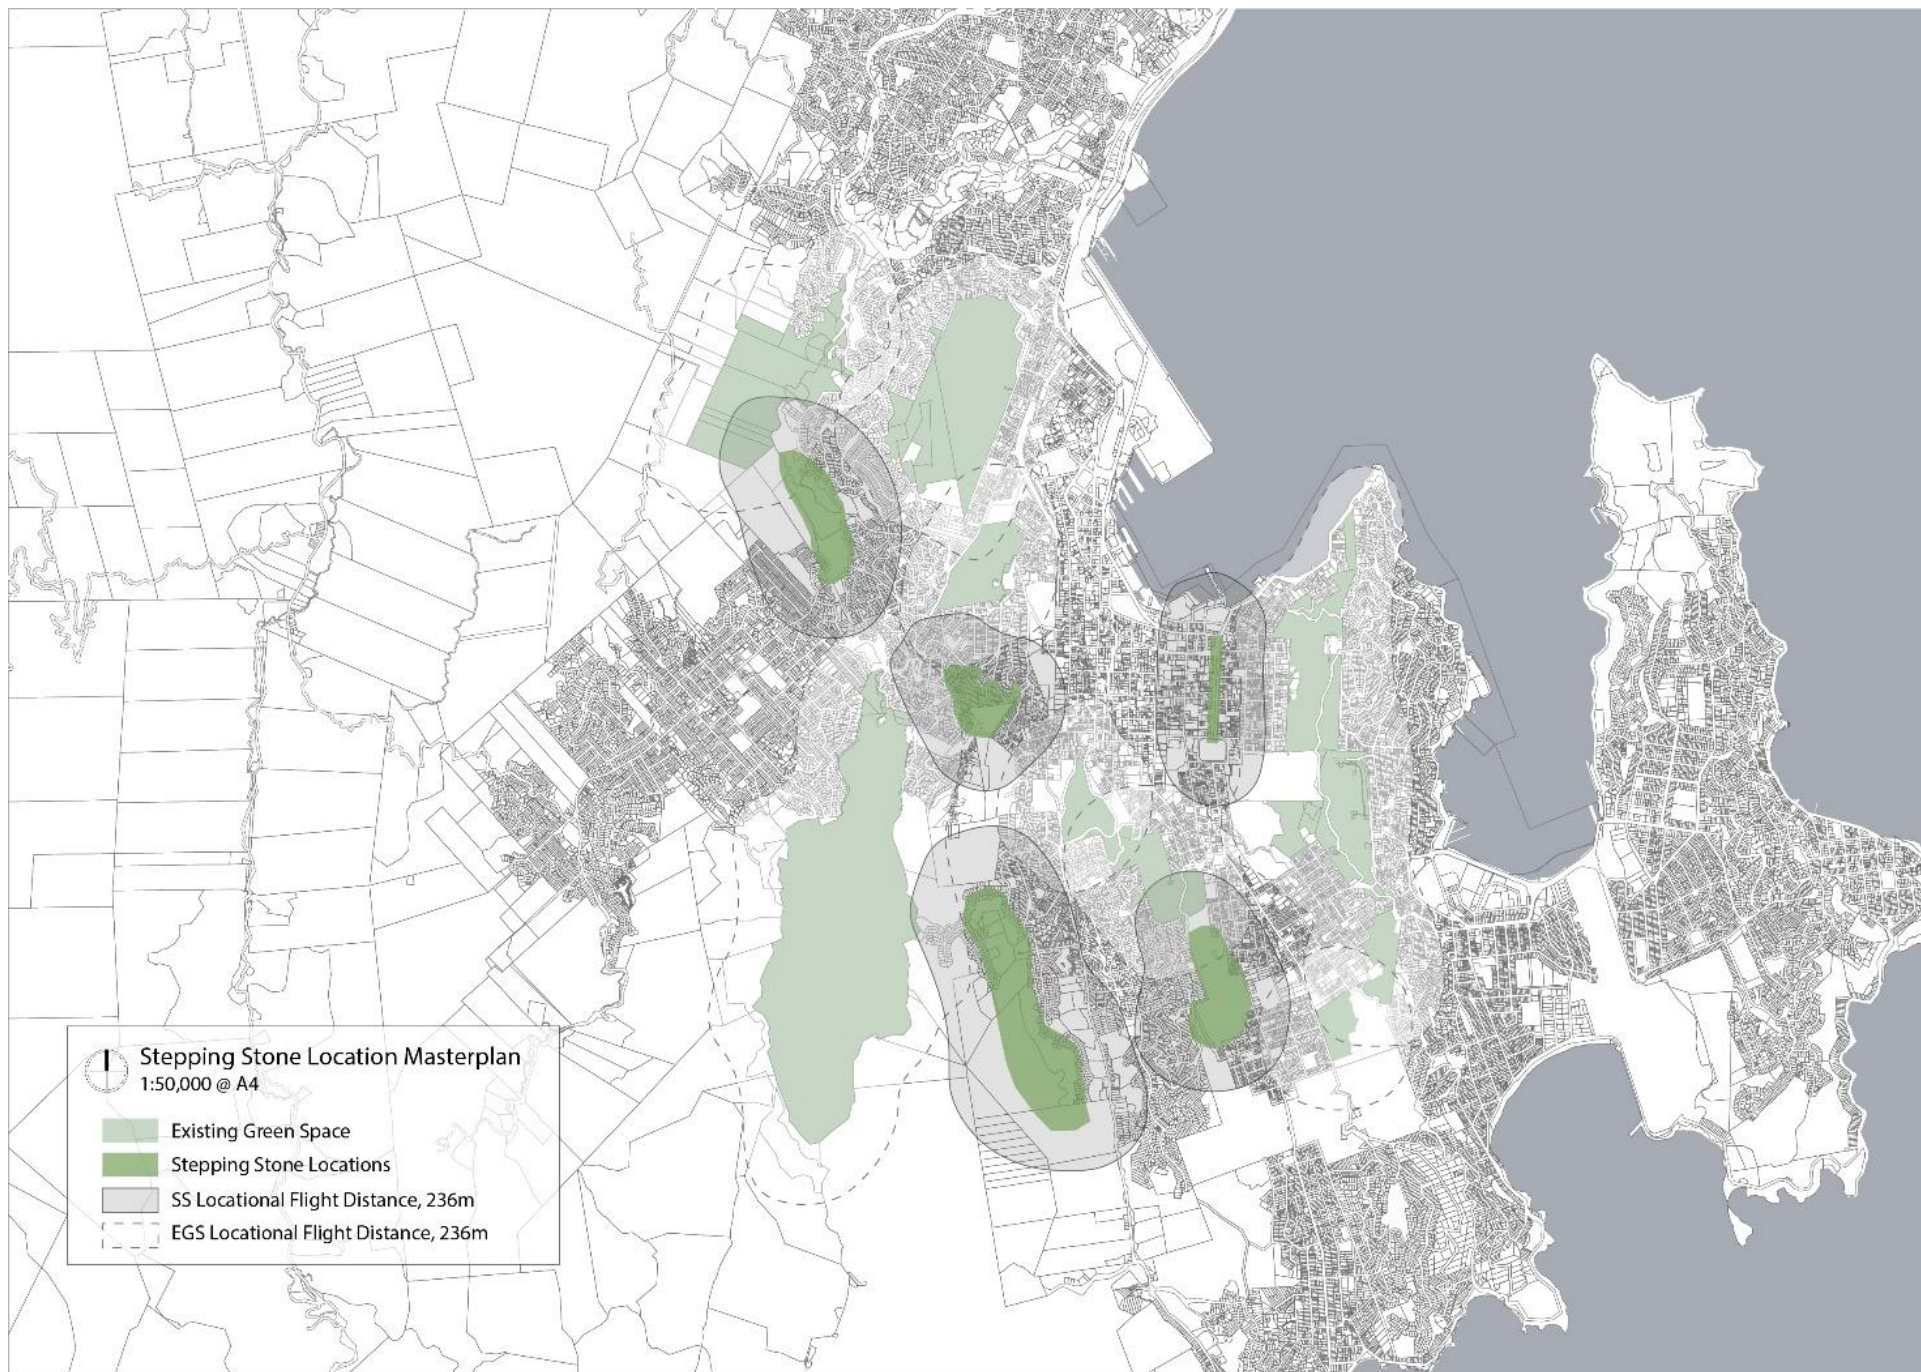 Stepping Stone Location Masterplan
1:50,000 @ A4
Existing Green Space
Stepping Stone Locations
SS Locational Flight Distance, 236m
EGS Locational Flight Distance, 236m